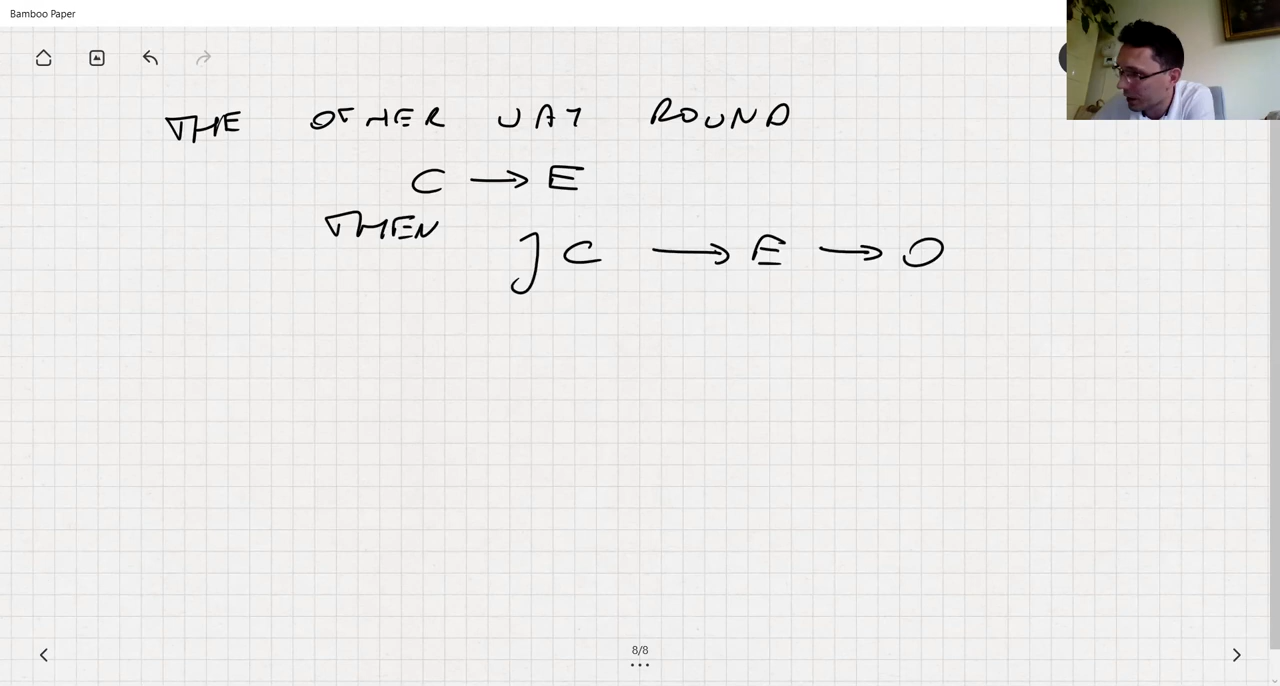 Bamboo Paper
THE OTHER WAY ROUND
C → E
THEN
] C → E → O
8/8